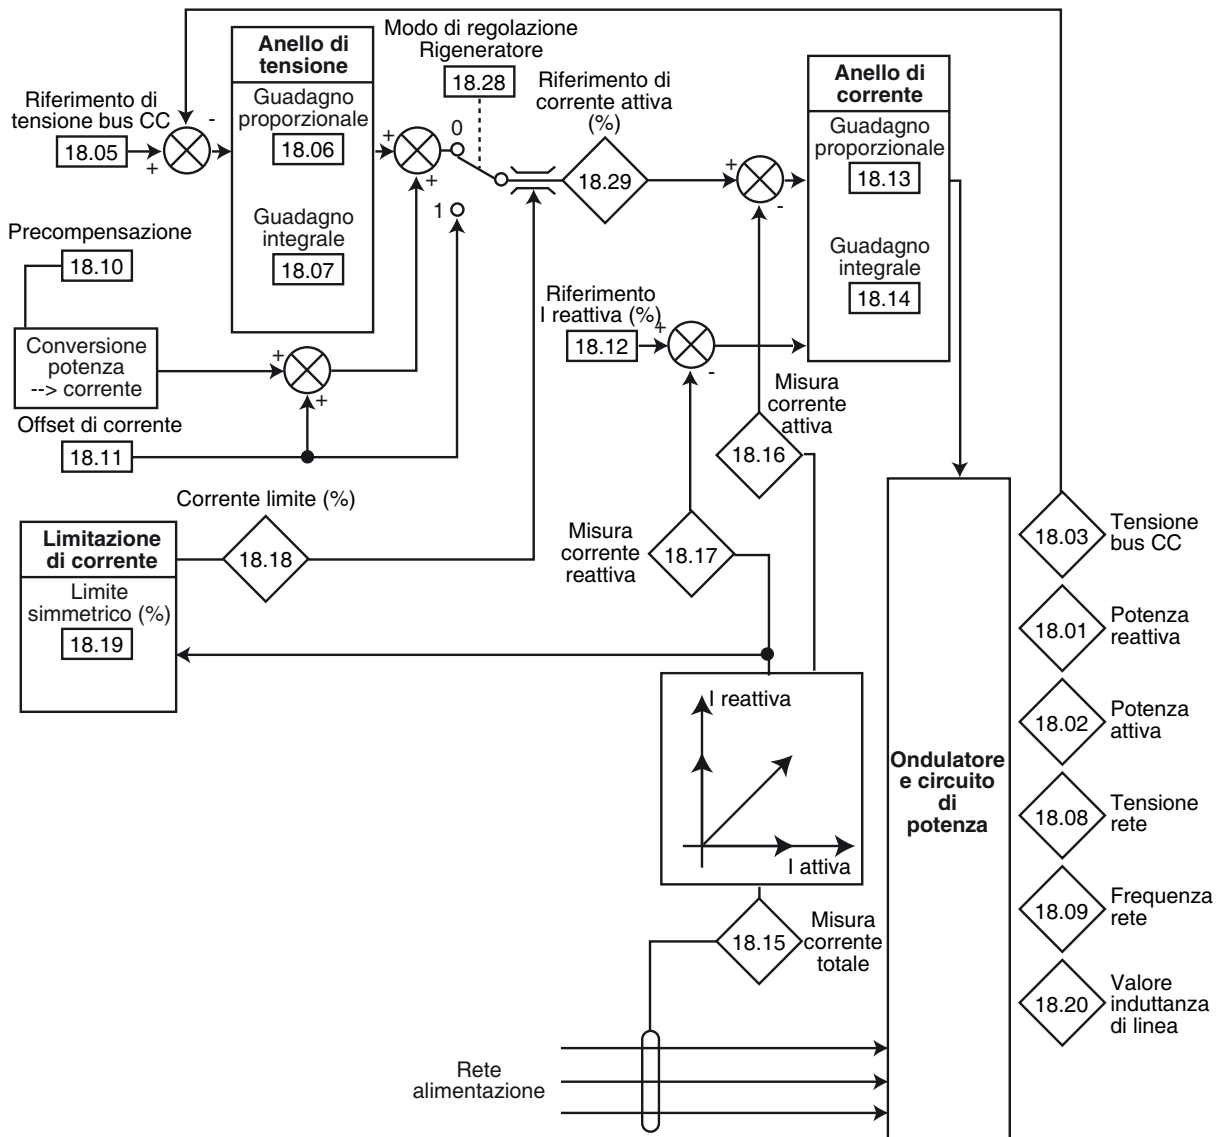 Modo di regolazione
Rigeneratore
18.28
Anello di
tensione
Guadagno
proporzionale
18.06
Guadagno
integrale
18.07
Riferimento di
tensione bus CC
18.05
+
-
+
+
0
1
Riferimento di
corrente attiva
(%)
18.29
+
-
Anello di
corrente
Guadagno
proporzionale
18.13
Guadagno
integrale
18.14
Precompensazione
18.10
Conversione
potenza
--> corrente
+
+
Offset di corrente
18.11
Riferimento
I reattiva (%)
18.12
+
-
Misura
corrente
attiva
18.16
Corrente limite (%)
18.18
Limitazione
di corrente
Limite
simmetrico (%)
18.19
Misura
corrente
reattiva
18.17
I reattiva
I attiva
Misura
corrente
totale
18.15
Ondulatore
e circuito
di
potenza
18.03
Tensione
bus CC
18.01
Potenza
reattiva
18.02
Potenza
attiva
18.08
Tensione
rete
18.09
Frequenza
rete
18.20
Valore
induttanza
di linea
Rete
alimentazione